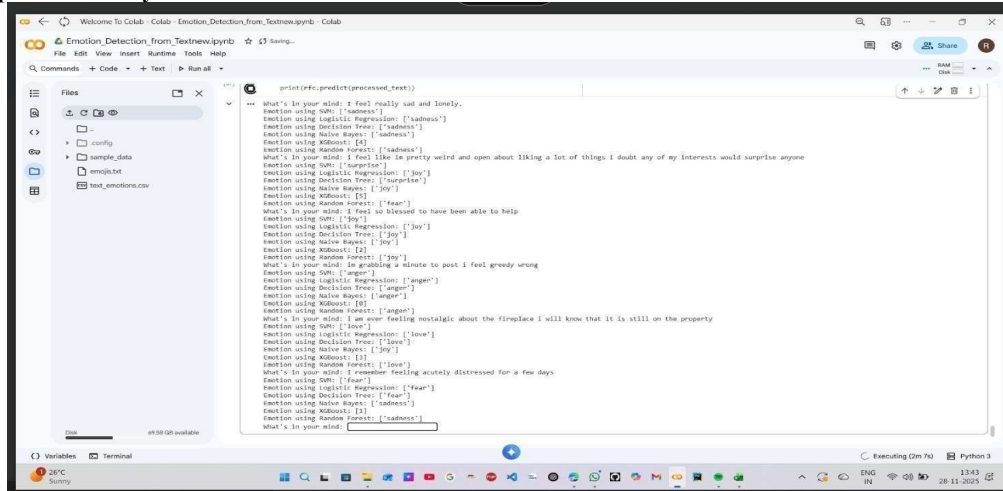 Welcome To Colab - Colab - Emotion_Detection_from_Textnew.ipynb - Colab
Emotion_Detection_from_Textnew.ipynb Saving...
File Edit View Insert Runtime Tools Help
Share
R
Commands + Code + Text Run all
RAM
Disk
Files
..
.config
sample_data
emojis.txt
text_emotions.csv
print(rfc.predict(processed_text))
What's in your mind: I feel really sad and lonely.
Emotion using SVM: ['sadness']
Emotion using Logistic Regression: ['sadness']
Emotion using Decision Tree: ['sadness']
Emotion using Naive Bayes: ['sadness']
Emotion using XGBoost: [4]
Emotion using Random Forest: ['sadness']
What's in your mind: i feel like im pretty weird and open about liking a lot of things i doubt any of my interests would surprise anyone
Emotion using SVM: ['surprise']
Emotion using Logistic Regression: ['joy']
Emotion using Decision Tree: ['surprise']
Emotion using Naive Bayes: ['joy']
Emotion using XGBoost: [5]
Emotion using Random Forest: ['fear']
What's in your mind: i feel so blessed to have been able to help
Emotion using SVM: ['joy']
Emotion using Logistic Regression: ['joy']
Emotion using Decision Tree: ['joy']
Emotion using Naive Bayes: ['joy']
Emotion using XGBoost: [2]
Emotion using Random Forest: ['joy']
What's in your mind: im grabbing a minute to post i feel greedy wrong
Emotion using SVM: ['anger']
Emotion using Logistic Regression: ['anger']
Emotion using Decision Tree: ['anger']
Emotion using Naive Bayes: ['anger']
Emotion using XGBoost: [0]
Emotion using Random Forest: ['anger']
What's in your mind: i am ever feeling nostalgic about the fireplace i will know that it is still on the property
Emotion using SVM: ['love']
Emotion using Logistic Regression: ['love']
Emotion using Decision Tree: ['love']
Emotion using Naive Bayes: ['joy']
Emotion using XGBoost: [3]
Emotion using Random Forest: ['love']
What's in your mind: i remember feeling acutely distressed for a few days
Emotion using SVM: ['fear']
Emotion using Logistic Regression: ['fear']
Emotion using Decision Tree: ['fear']
Emotion using Naive Bayes: ['sadness']
Emotion using XGBoost: [1]
Emotion using Random Forest: ['sadness']
What's in your mind:
Disk 69.50 GB available
Variables Terminal
Executing (2m 7s) Python 3
26°C
Sunny
ENG
IN
13:43
28-11-2025